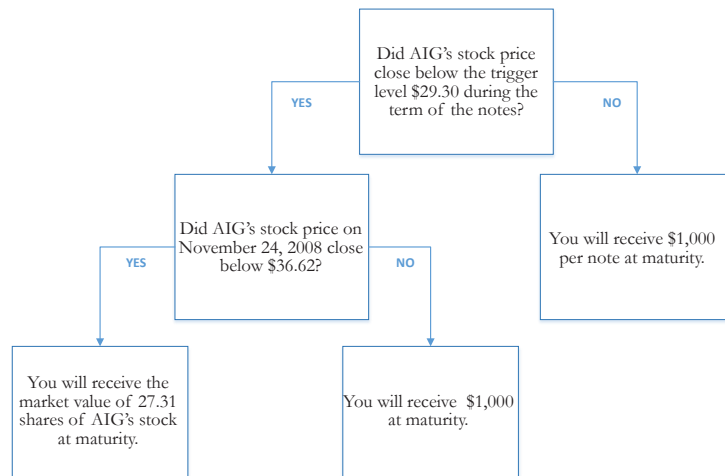 Did AIG's stock price
close below the trigger
level $29.30 during the
term of the notes?
YES
NO
Did AIG's stock price on
November 24, 2008 close
below $36.62?
You will receive $1,000
per note at maturity.
YES
NO
You will receive the
market value of 27.31
shares of AIG's stock
at maturity.
You will receive $1,000
at maturity.